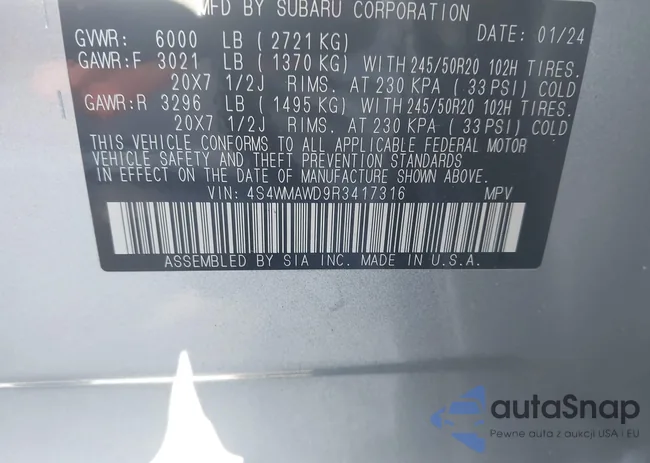 MFD BY SUBARU CORPORATION
GVWR: 6000 LB ( 2721 KG) DATE: 01/24
GAWR:F 3021 LB ( 1370 KG) WITH 245/50R20 102H TIRES.
20X7 1/2J RIMS. AT 230 KPA ( 33 PSI) COLD
GAWR:R 3296 LB ( 1495 KG) WITH 245/50R20 102H TIRES.
20X7 1/2J RIMS. AT 230 KPA ( 33 PSI) COLD
THIS VEHICLE CONFORMS TO ALL APPLICABLE FEDERAL MOTOR
VEHICLE SAFETY AND THEFT PREVENTION STANDARDS
IN EFFECT ON THE DATE OF MANUFACTURE SHOWN ABOVE.
VIN: 4S4WMAWD9R3417316 MPV
ASSEMBLED BY SIA INC. MADE IN U.S.A.
autoSnap
Pewne auta z aukcji USA i EU